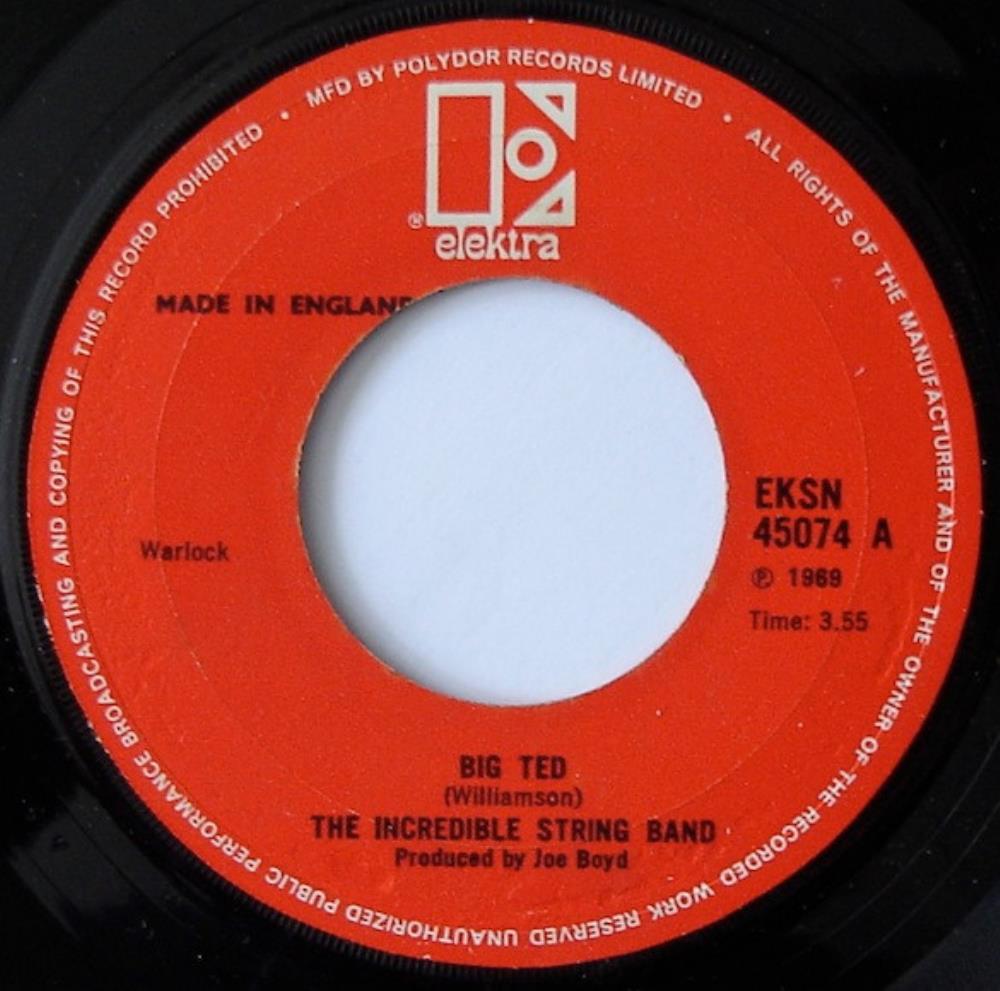 MFD BY POLYDOR RECORDS LIMITED • ALL RIGHTS OF THE MANUFACTURER AND OF THE OWNER OF THE RECORDED WORK RESERVED UNAUTHORIZED PUBLIC PERFORMANCE BROADCASTING AND COPYING OF THIS RECORD PROHIBITED •
® elektra
MADE IN ENGLAND
EKSN
45074 A
Warlock
℗ 1969
Time: 3.55
BIG TED
(Williamson)
THE INCREDIBLE STRING BAND
Produced by Joe Boyd